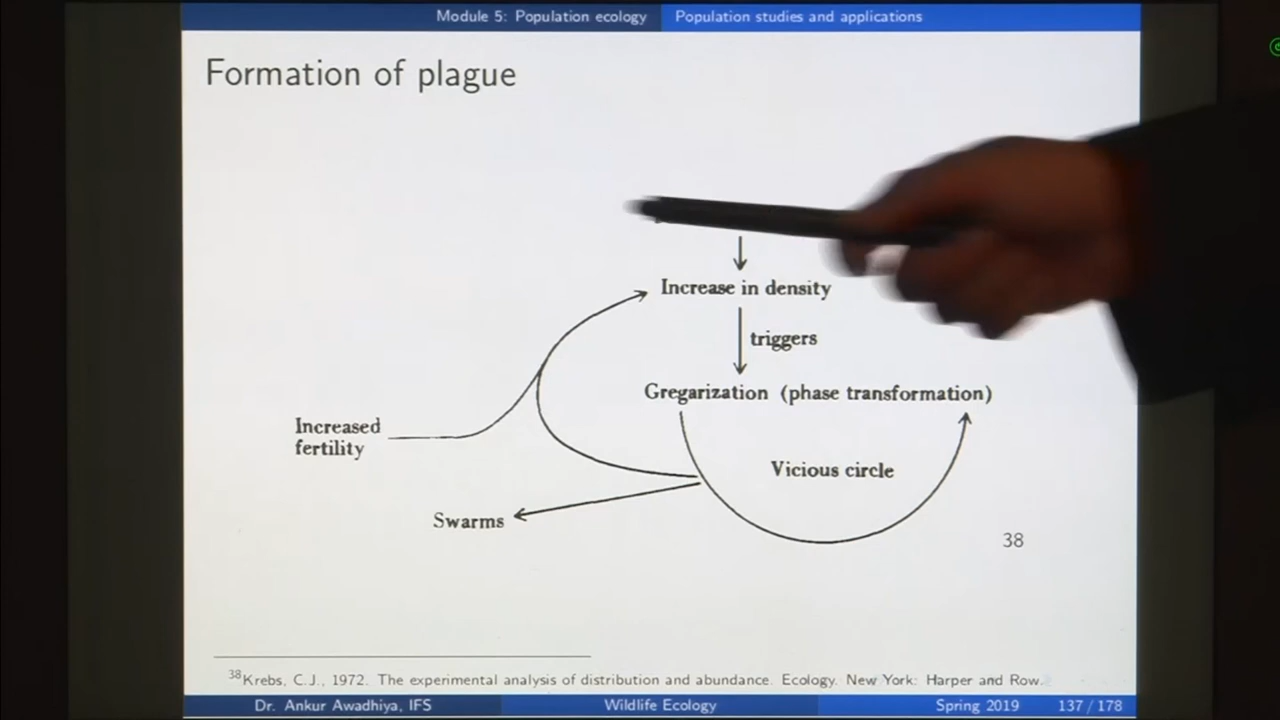 Module 5: Population ecology Population studies and applications
Formation of plague
Increase in density
triggers
Gregarization (phase transformation)
Increased
fertility
Vicious circle
Swarms
38
38Krebs, C.J., 1972. The experimental analysis of distribution and abundance. Ecology. New York: Harper and Row.
Dr. Ankur Awadhiya, IFS Wildlife Ecology Spring 2019 137 / 178